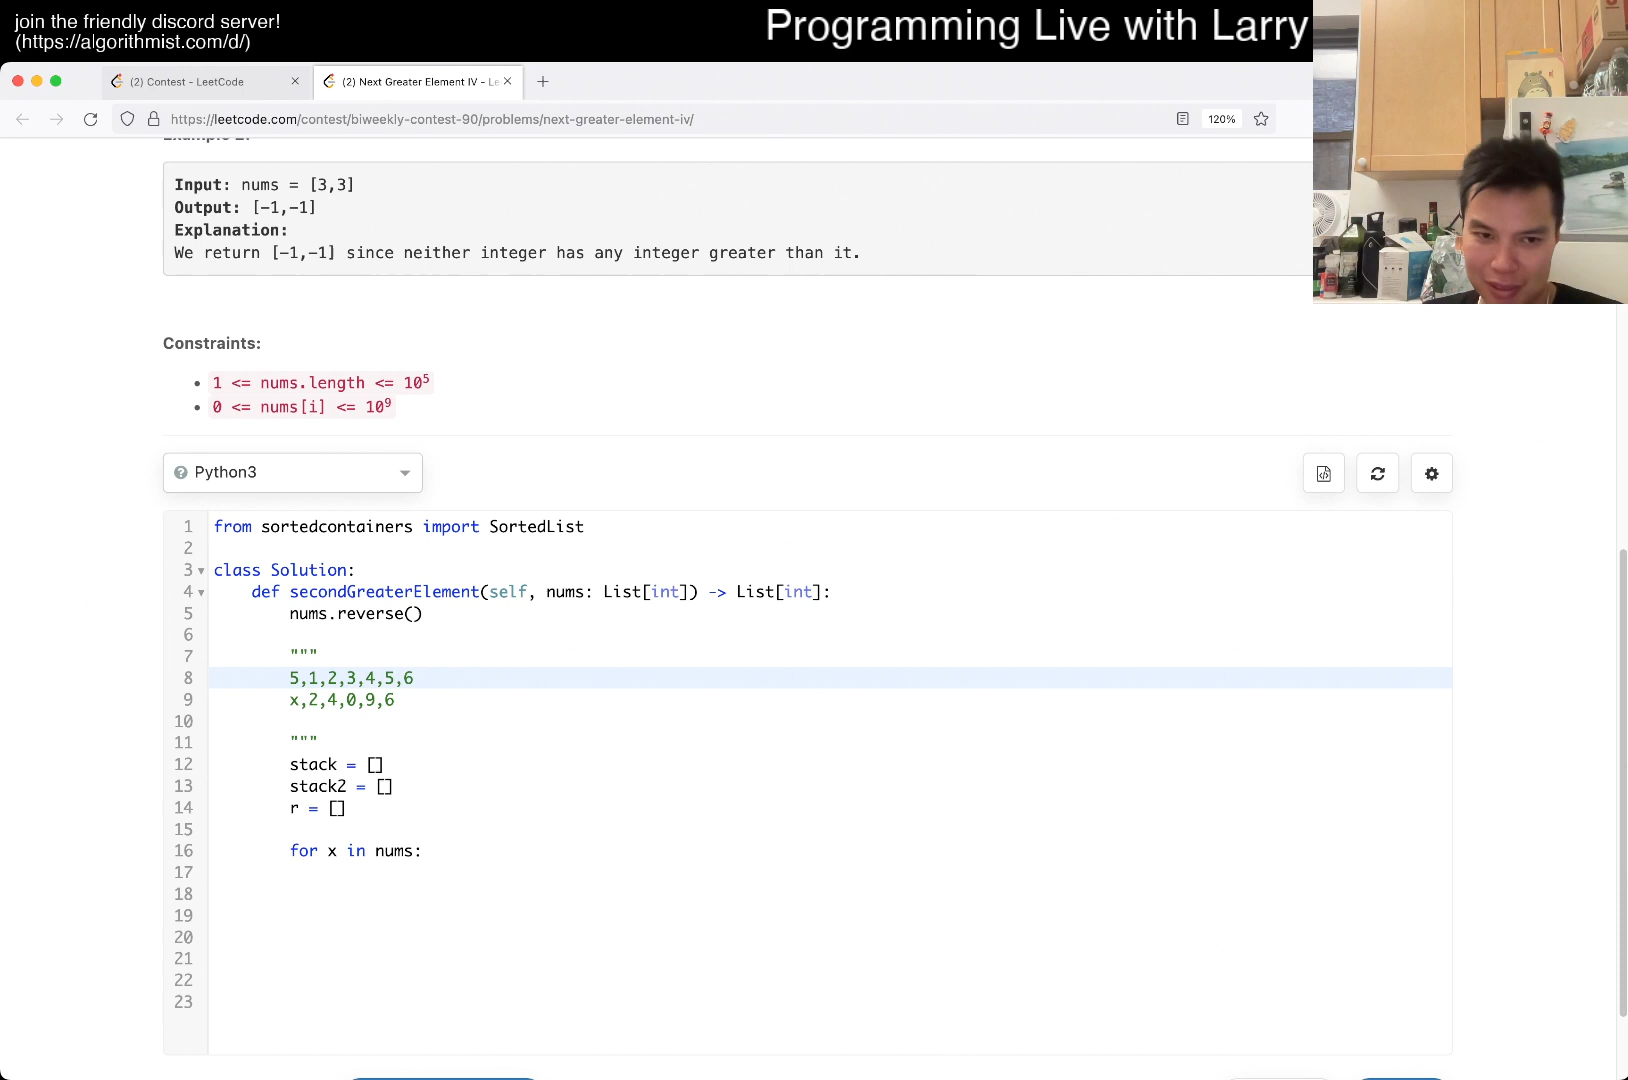 join the friendly discord server!
(https://algorithmist.com/d/)
Programming Live with Larry
(2) Contest - LeetCode
(2) Next Greater Element IV - Le
https://leetcode.com/contest/biweekly-contest-90/problems/next-greater-element-iv/
120%
Input: nums = [3,3]
Output: [-1,-1]
Explanation:
We return [-1,-1] since neither integer has any integer greater than it.
Constraints:
• 1 <= nums.length <= 10⁵
• 0 <= nums[i] <= 10⁹
Python3
1 from sortedcontainers import SortedList
2
3 class Solution:
4     def secondGreaterElement(self, nums: List[int]) -> List[int]:
5         nums.reverse()
6
7         """
8         5,1,2,3,4,5,6
9         x,2,4,0,9,6
10
11         """
12         stack = []
13         stack2 = []
14         r = []
15
16         for x in nums:
17
18
19
20
21
22
23